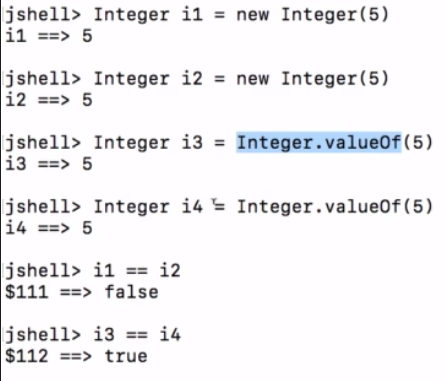 jshell> Integer i1 = new Integer(5)
i1 ==> 5
jshell> Integer i2 = new Integer(5)
i2 ==> 5
jshell> Integer i3 = Integer.valueOf(5)
i3 ==> 5
jshell> Integer i4 = Integer.valueOf(5)
i4 ==> 5
jshell> i1 == i2
$111 ==> false
jshell> i3 == i4
$112 ==> true